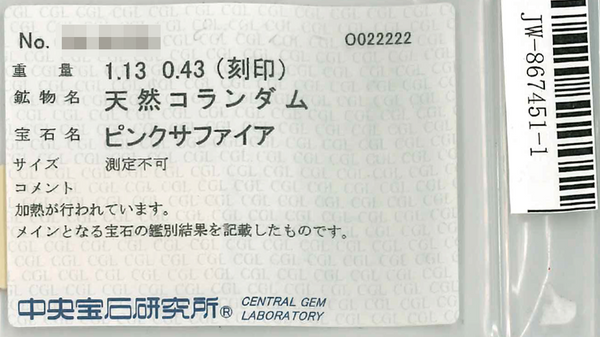 No. O022222
重量 1.13 0.43（刻印）
鉱物名 天然コランダム
宝石名 ピンクサファイア
サイズ 測定不可
コメント
加熱が行われています。
メインとなる宝石の鑑別結果を記載したものです。
中央宝石研究所® CENTRAL GEM
LABORATORY
JW-867451-1